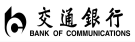 交通銀行
BANK OF COMMUNICATIONS